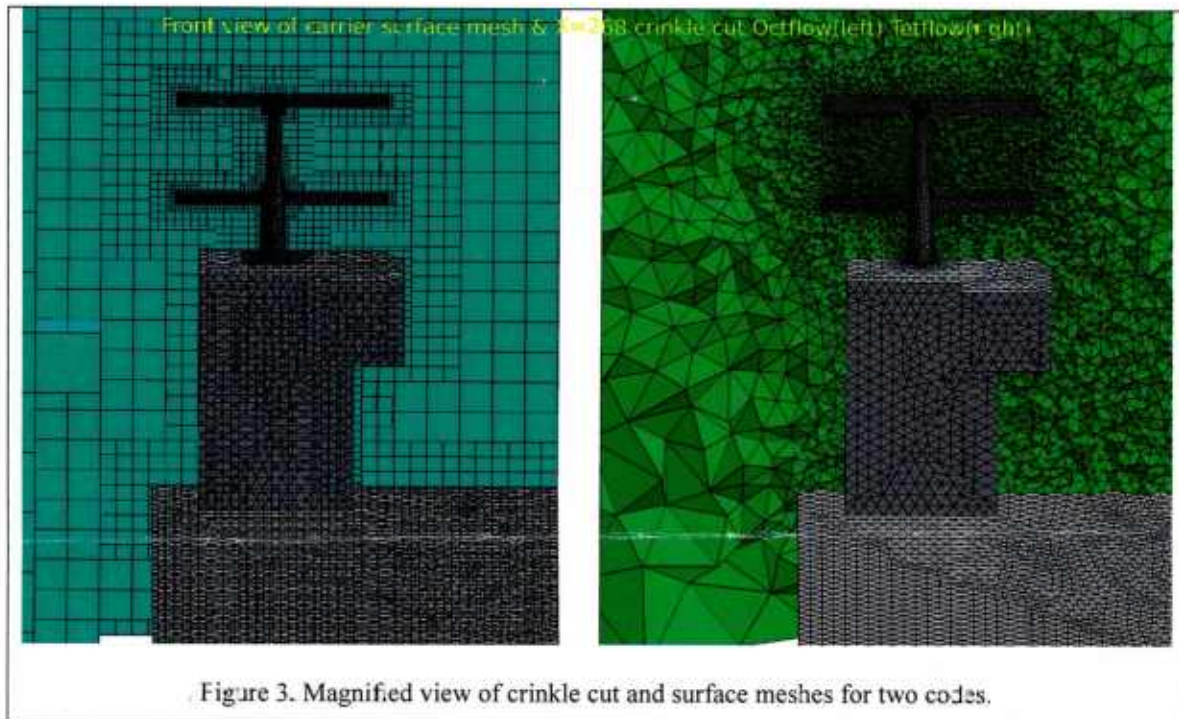 Front view of carrier surface mesh & X=268 crinkle cut Octflow(left) Tetflow(right)
Figure 3. Magnified view of crinkle cut and surface meshes for two codes.